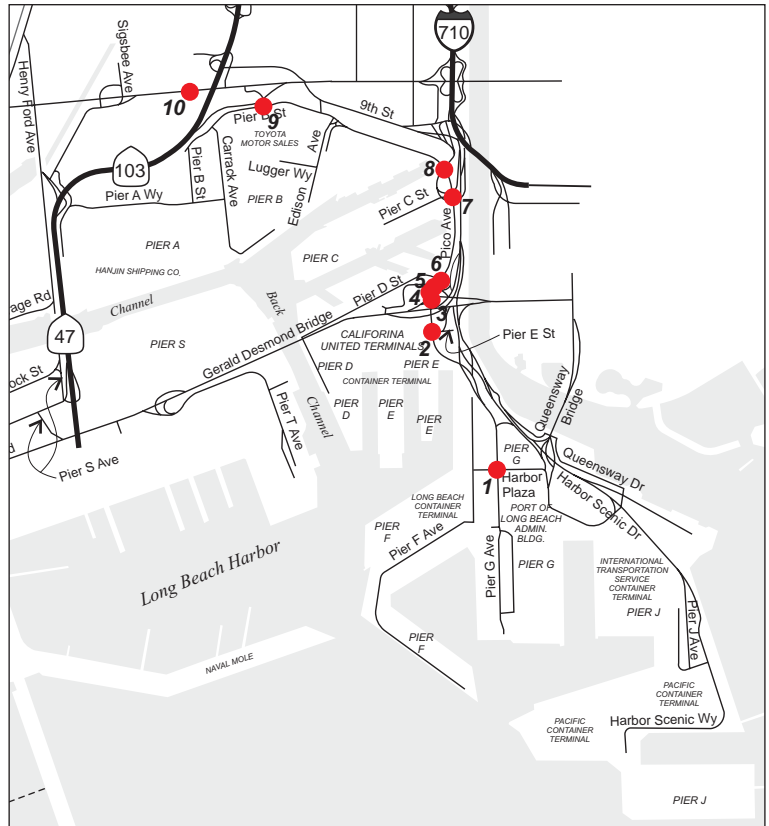 710
Sigsbee Ave
Henry Ford Ave
10
9
Pier B St
TOYOTA
MOTOR SALES
9th St
103
Pier A Wy
Pier B St
Carrack Ave
Lugger Wy
PIER B
Edison Ave
8
7
Pier C St
Pico Ave
PIER A
HANJIN SHIPPING CO.
PIER C
6
5
4
3
2
Pier D St
age Rd
Channel
Back
Channel
47
PIER S
Gerald Desmond Bridge
CALIFORINA
UNITED TERMINALS
Pier E St
PIER D
PIER E
CONTAINER TERMINAL
ock St
PIER
D
PIER
E
PIER
E
Pier T Ave
d
Pier S Ave
Queensway
Bridge
PIER
G
Queensway Dr
1
Harbor
Plaza
Harbor Scenic Dr
LONG BEACH
CONTAINER
TERMINAL
PORT OF
LONG BEACH
ADMIN.
BLDG.
PIER
F
Pier F Ave
Long Beach Harbor
Pier G Ave
PIER G
INTERNATIONAL
TRANSPORTATION
SERVICE
CONTAINER
TERMINAL
PIER J
Pier J Ave
PIER
F
NAVAL MOLE
PACIFIC
CONTAINER
TERMINAL
PACIFIC
CONTAINER
TERMINAL
Harbor Scenic Wy
PIER J